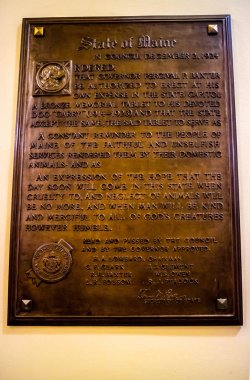 State of Maine
IN COUNCIL, DECEMBER 3, 1924
ORDERED,
THAT GOVERNOR PERCIVAL P. BAXTER
BE AUTHORIZED TO ERECT AT HIS
OWN EXPENSE IN THE STATE CAPITOL
A BRONZE MEMORIAL TABLET TO HIS DEVOTED
DOG "GARRY" AND THAT THE STATE
ACCEPT THE SAME, THE SAID TABLET TO SERVE AS
A CONSTANT REMINDER TO THE PEOPLE OF
MAINE OF THE FAITHFUL AND UNSELFISH
SERVICES RENDERED THEM BY THEIR DOMESTIC
ANIMALS AND AS
AN EXPRESSION OF THE HOPE THAT THE
DAY SOON WILL COME IN THIS STATE WHEN
CRUELTY TO, AND NEGLECT OF ANIMALS WILL
BE NO MORE, AND WHEN MAN WILL BE KIND
AND MERCIFUL TO ALL OF GOD'S CREATURES
HOWEVER HUMBLE.
READ AND PASSED BY THE COUNCIL
AND BY THE GOVERNOR APPROVED.
H.A. LOMBARD, CHAIRMAN